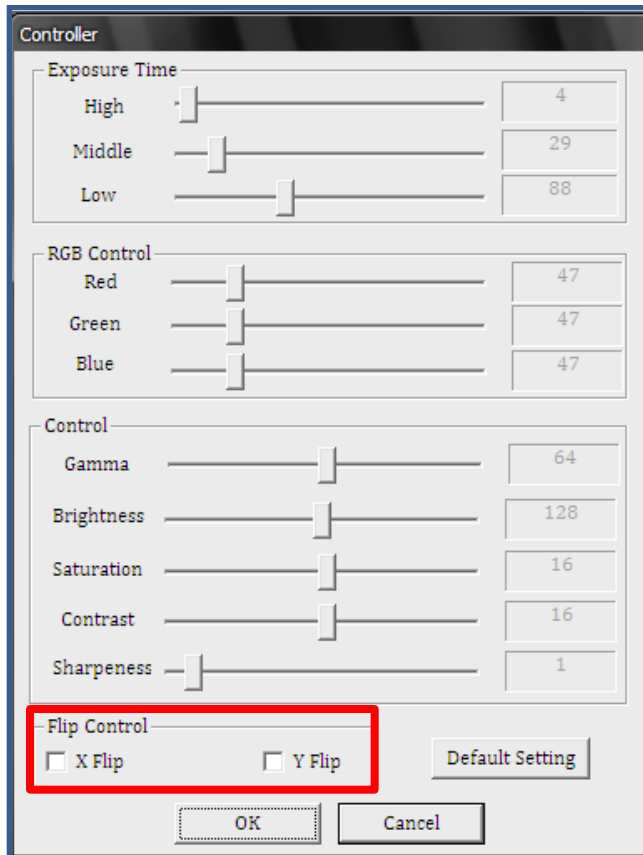 Controller
Exposure Time
High 4
Middle 29
Low 88
RGB Control
Red 47
Green 47
Blue 47
Control
Gamma 64
Brightness 128
Saturation 16
Contrast 16
Sharpeness 1
Flip Control
X Flip Y Flip Default Setting
OK Cancel